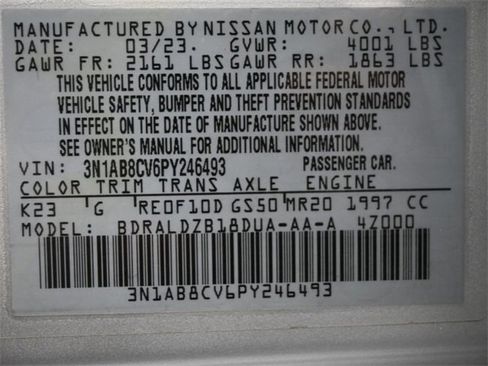 MANUFACTURED BY NISSAN MOTOR CO., LTD.
DATE: 03/23. GVWR: 4001 LBS
GAWR FR: 2161 LBS GAWR RR: 1863 LBS
THIS VEHICLE CONFORMS TO ALL APPLICABLE FEDERAL MOTOR
VEHICLE SAFETY, BUMPER AND THEFT PREVENTION STANDARDS
IN EFFECT ON THE DATE OF MANUFACTURE SHOWN ABOVE.
SEE OWNER'S MANUAL FOR ADDITIONAL INFORMATION.
VIN: 3N1AB8CV6PY246493 PASSENGER CAR.
COLOR TRIM TRANS AXLE ENGINE
K23 G RE0F10D GS50 MR20 1997 CC
MODEL: BDRALDZB18DUA-AA-A 4Z000
3N1AB8CV6PY246493